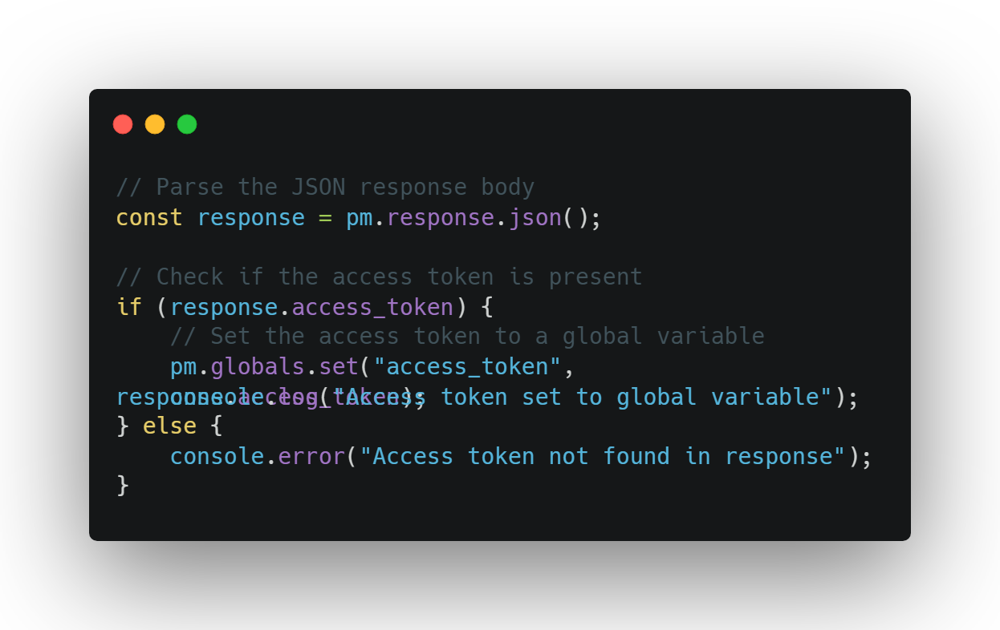 // Parse the JSON response body
const response = pm.response.json();
// Check if the access token is present
if (response.access_token) {
// Set the access token to a global variable
pm.globals.set("access_token",
response.access_token);
console.log("Access token set to global variable");
} else {
console.error("Access token not found in response");
}